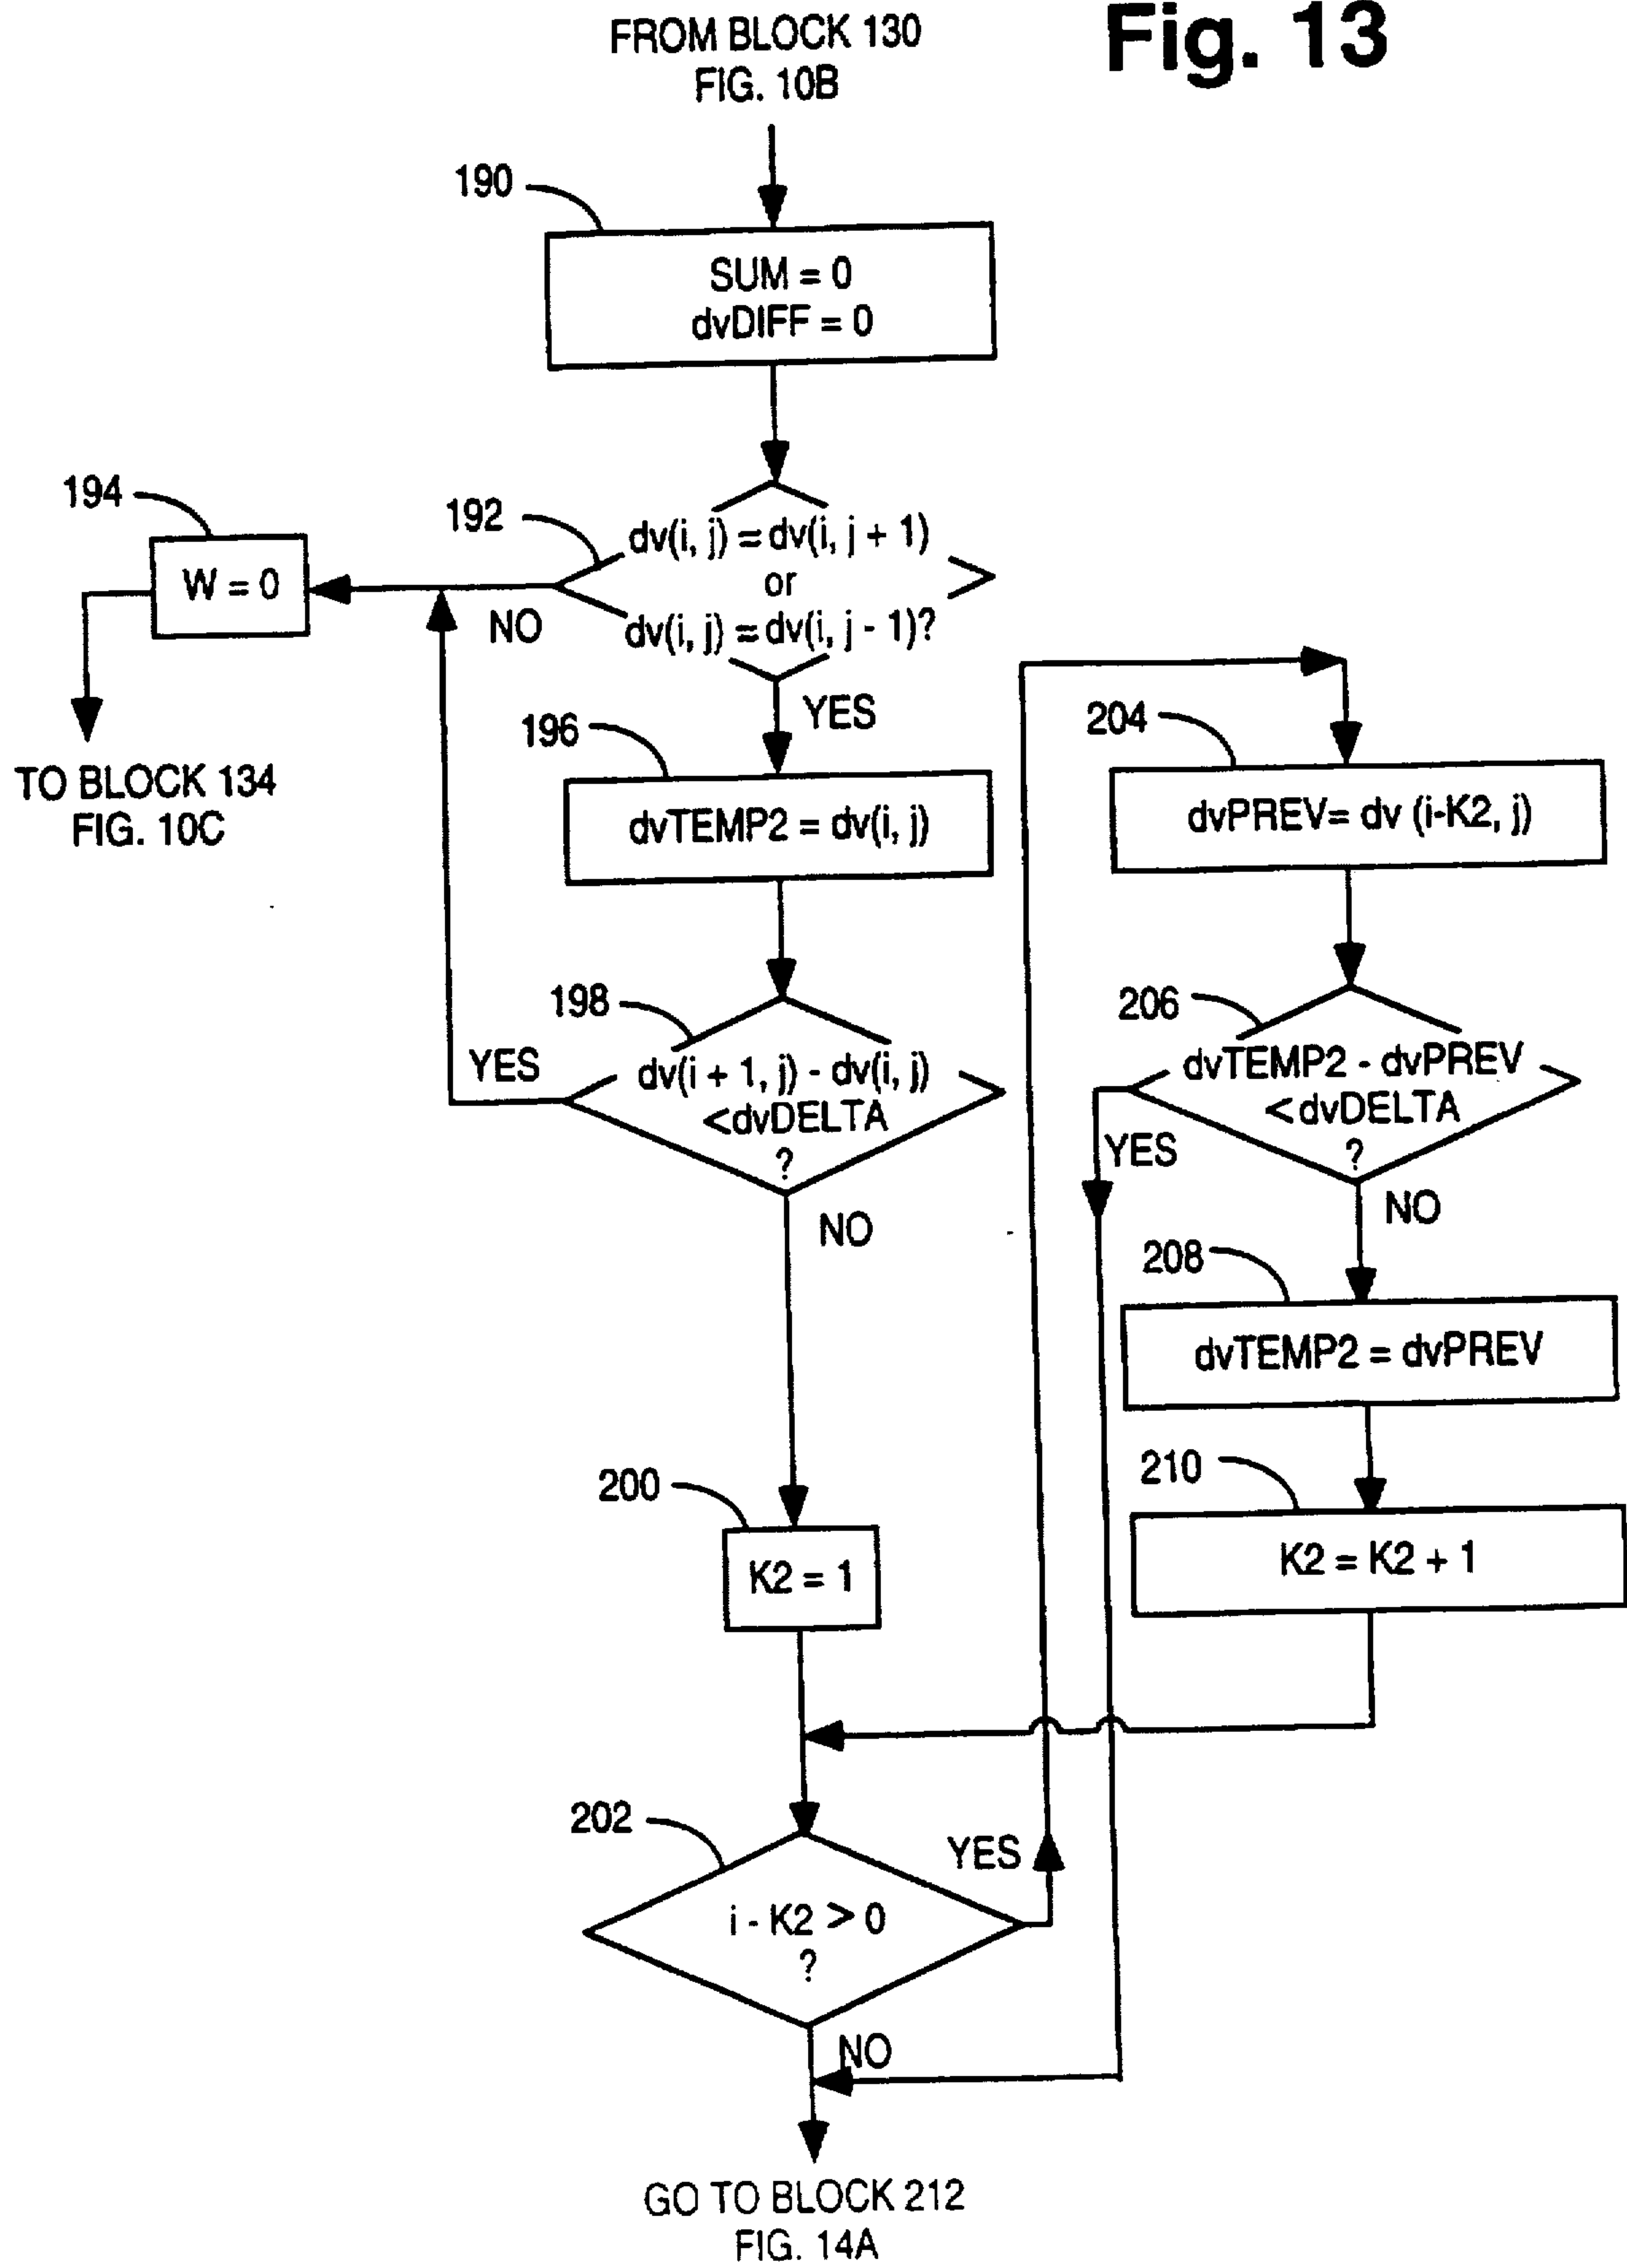 Fig. 13
FROM BLOCK 130
FIG. 10B
190
SUM = 0
dvDIFF = 0
194
W = 0
192
dv(i, j) = dv(i, j + 1)
or
dv(i, j) = dv(i, j - 1)?
NO
YES
TO BLOCK 134
FIG. 10C
196
dvTEMP2 = dv(i, j)
198
dv(i + 1, j) - dv(i, j)
<dvDELTA
?
YES
NO
200
K2 = 1
202
i - K2 > 0
?
YES
NO
204
dvPREV= dv (i-K2, j)
206
dvTEMP2 - dvPREV
<dvDELTA
?
YES
NO
208
dvTEMP2 = dvPREV
210
K2 = K2 + 1
GO TO BLOCK 212
FIG. 14A